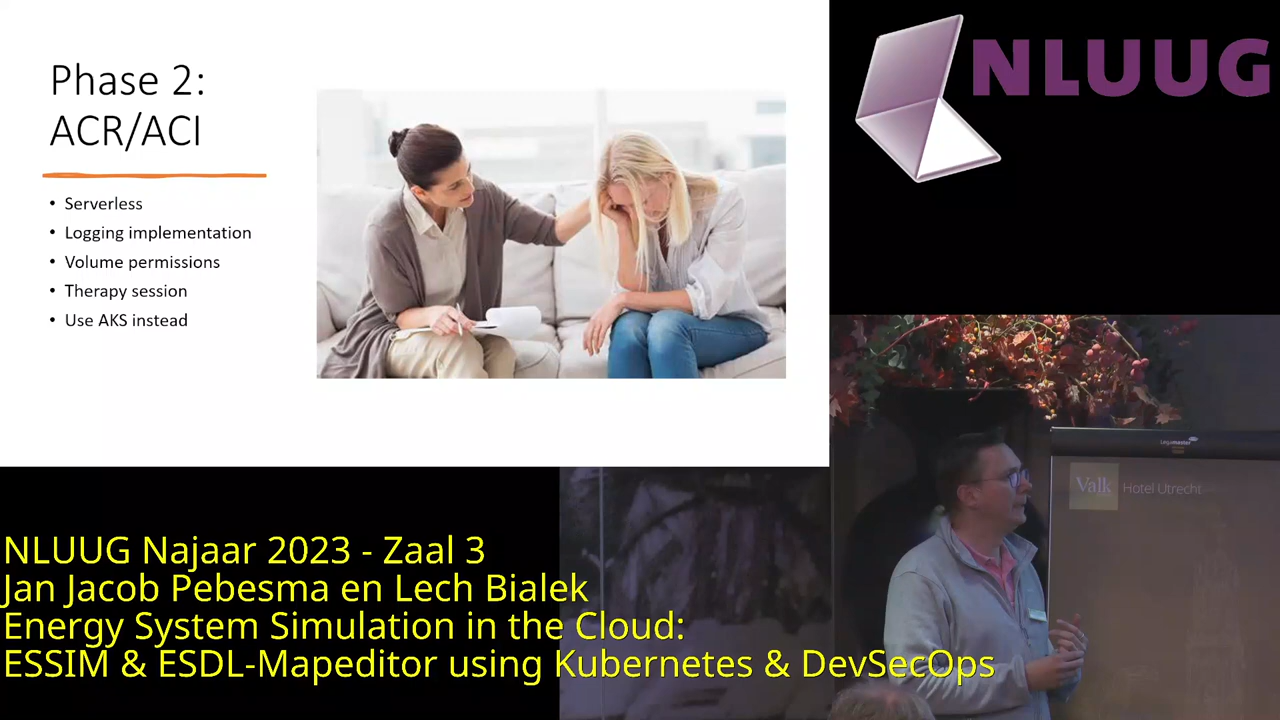 Phase 2:
ACR/ACI
• Serverless
• Logging implementation
• Volume permissions
• Therapy session
• Use AKS instead
NLUUG
Legamaster
Valk Hotel Utrecht
NLUUG Najaar 2023 - Zaal 3
Jan Jacob Pebesma en Lech Bialek
Energy System Simulation in the Cloud:
ESSIM & ESDL-Mapeditor using Kubernetes & DevSecOps